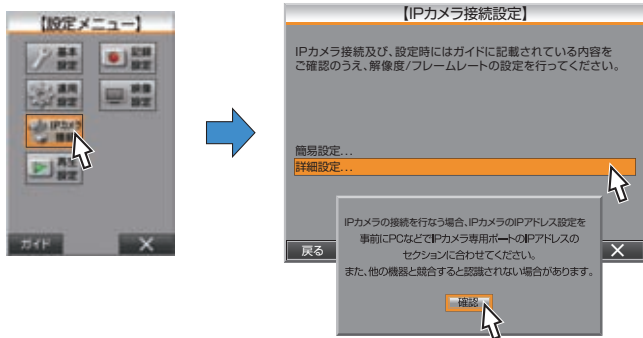 【設定メニュー】
基本
設定
記録
設定
運用
設定
映像
設定
IPカメラ
接続
再生
設定
ガイド
【IPカメラ接続設定】
IPカメラ接続及び、設定時にはガイドに記載されている内容を
ご確認のうえ、解像度/フレームレートの設定を行ってください。
簡易設定...
詳細設定...
戻る
IPカメラの接続を行なう場合、IPカメラのIPアドレス設定を
事前にPCなどでIPカメラ専用ポートのIPアドレスの
セクションに合わせてください。
また、他の機器と競合すると認識されない場合があります。
確認